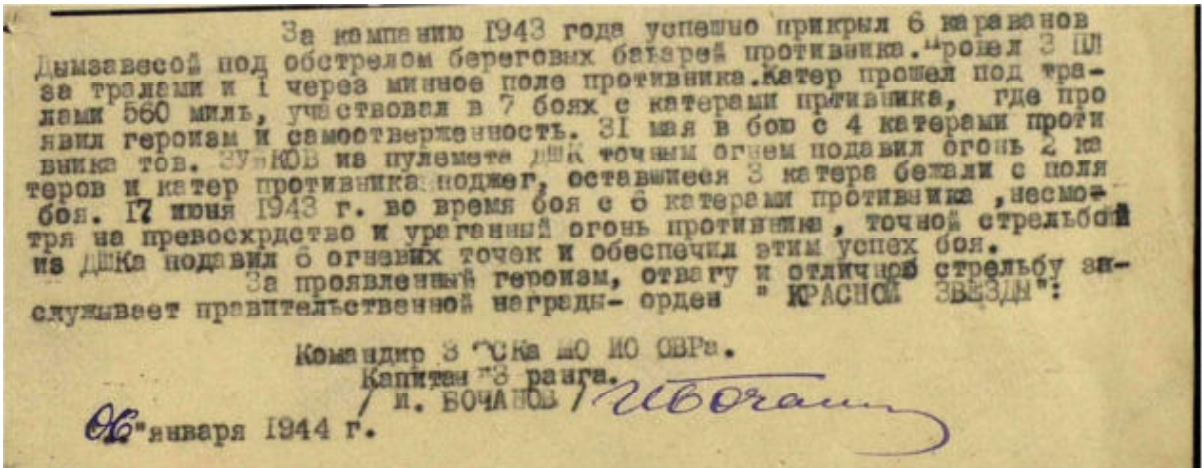 За кампанию 1943 года успешно прикрыл 6 караванов
Дымзавесой под обстрелом береговых батарей противника. Провел 3 ПЛ
за тралами и 1 через минное поле противника.Катер прошел под тра-
лами 560 миль, участвовал в 7 боях с катерами противника, где про
явил героизм и самоотверженность. 31 мая в бою с 4 катерами проти
вника тов. из пулемета ДШК точным огнем подавил огонь 2 ка
теров и катер противника поджег, оставшиеся 3 катера бежали с поля
боя. 17 июня 1943 г. во время боя с 6 катерами противника ,несмо-
тря на превосхрдство и ураганный огонь противника, точной стрельбой
из ДШКа подавил 6 огневих точек и обеспечил этим успех боя.
За проявленный героизм, отвагу и отличную стрельбу за-
служивает правительственной награды- орден " КРАСНОЙ ЗВЕЗДЫ":
Командир 3 СКа МО ИО ОВРа.
Капитан 3 ранга.
/ И. БОЧАНОВ /
06 "января 1944 г.